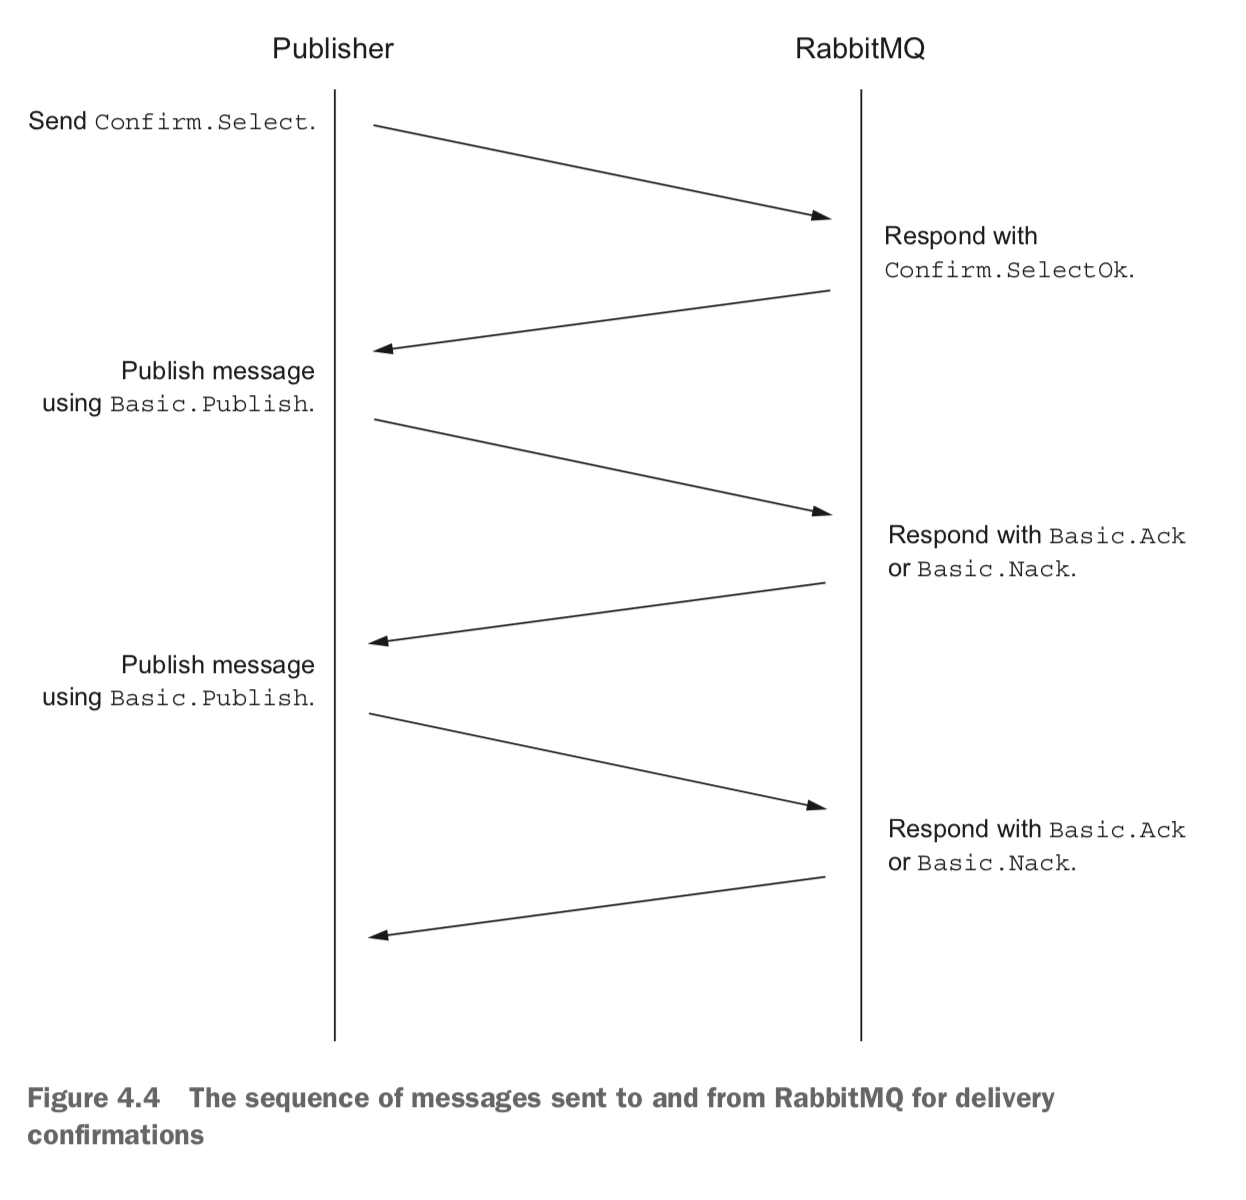 Publisher
RabbitMQ
Send Confirm.Select.
Respond with
Confirm.SelectOk.
Publish message
using Basic.Publish.
Respond with Basic.Ack
or Basic.Nack.
Publish message
using Basic.Publish.
Respond with Basic.Ack
or Basic.Nack.
Figure 4.4 The sequence of messages sent to and from RabbitMQ for delivery
confirmations